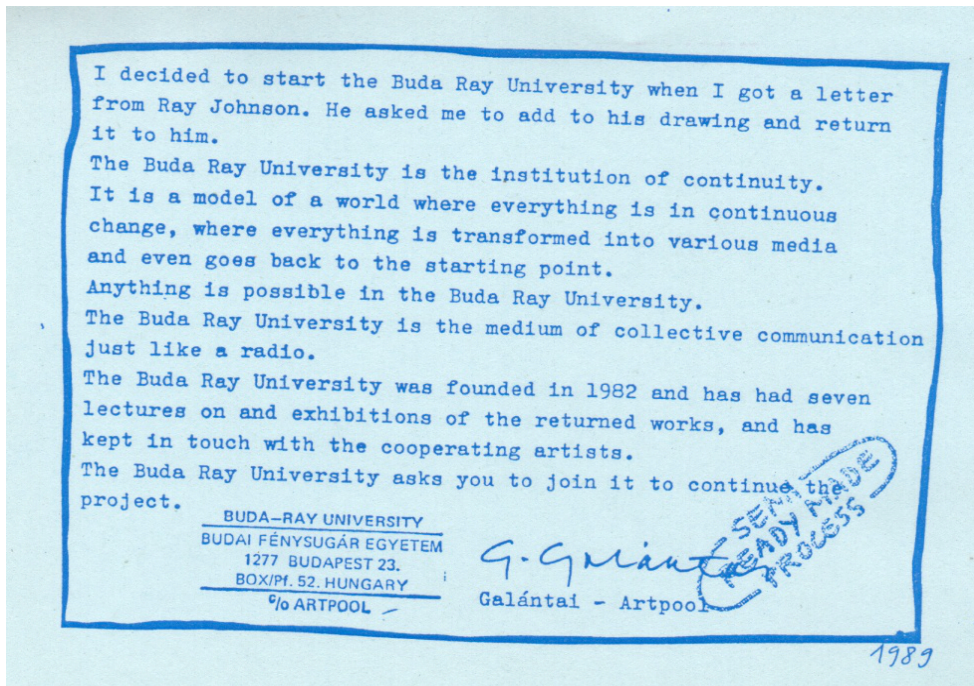 I decided to start the Buda Ray University when I got a letter
from Ray Johnson. He asked me to add to his drawing and return
it to him.
The Buda Ray University is the institution of continuity.
It is a model of a world where everything is in continuous
change, where everything is transformed into various media
and even goes back to the starting point.
Anything is possible in the Buda Ray University.
The Buda Ray University is the medium of collective communication
just like a radio.
The Buda Ray University was founded in 1982 and has had seven
lectures on and exhibitions of the returned works, and has
kept in touch with the cooperating artists.
The Buda Ray University asks you to join it to continue the
project.
BUDA-RAY UNIVERSITY
BUDAI FÉNYSUGÁR EGYETEM
1277 BUDAPEST 23.
BOX/Pf. 52. HUNGARY
c/o ARTPOOL
G. Galántai
Galántai - Artpool
SEMI
READY MADE
PROCESS
1989